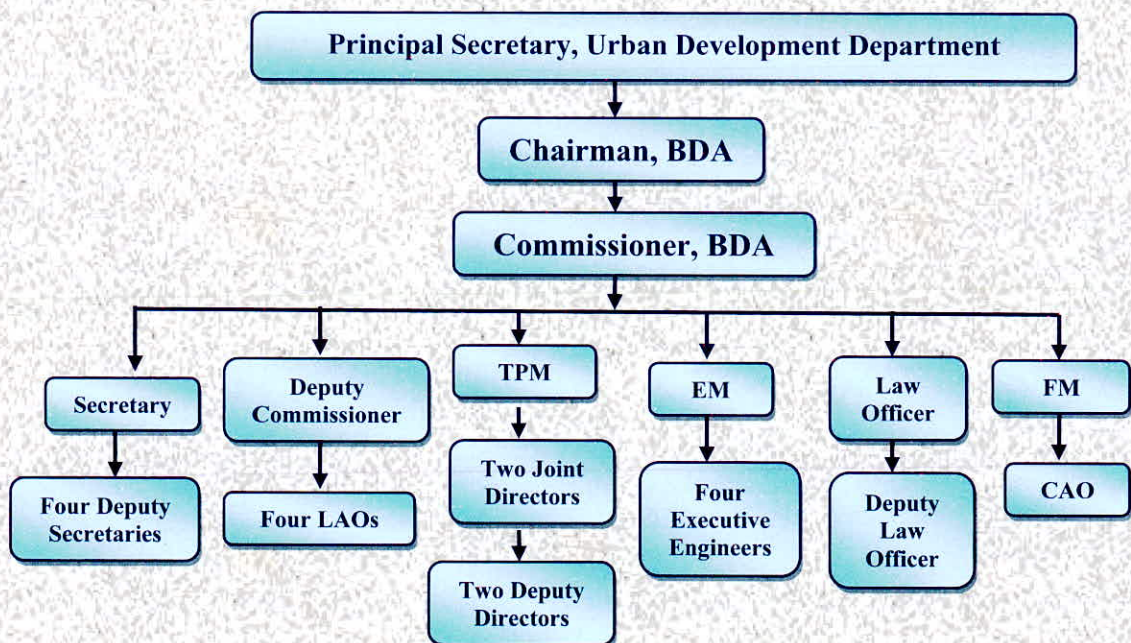 Principal Secretary, Urban Development Department
Chairman, BDA
Commissioner, BDA
Secretary
Deputy
Commissioner
TPM
EM
Law
Officer
FM
Four Deputy
Secretaries
Four LAOs
Two Joint
Directors
Four
Executive
Engineers
Deputy
Law
Officer
CAO
Two Deputy
Directors